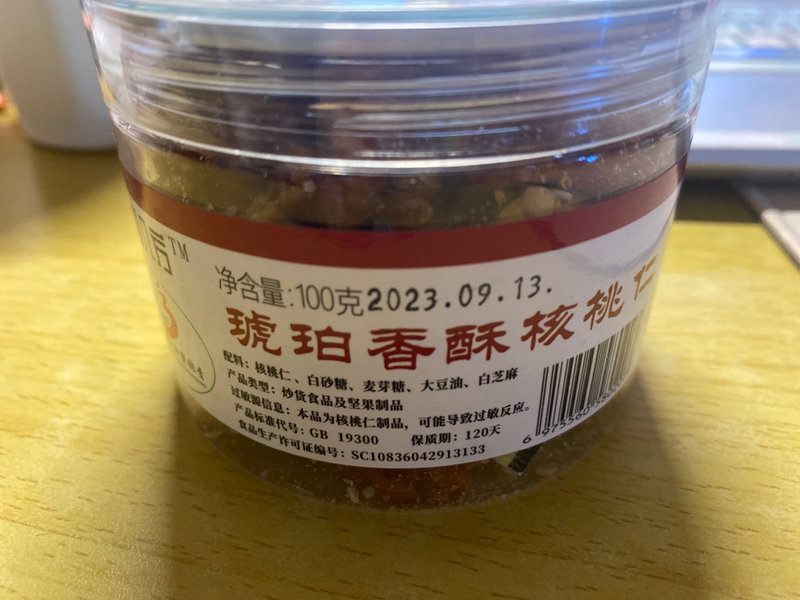 TM
净含量:100克2023.09.13.
琥珀香酥核桃仁
配料：核桃仁、白砂糖、麦芽糖、大豆油、白芝麻
产品类型：炒货食品及坚果制品
过敏源信息：本品为核桃仁制品，可能导致过敏反应。
产品标准代号：GB 19300 保质期：120天
食品生产许可证编号：SC10836042913133